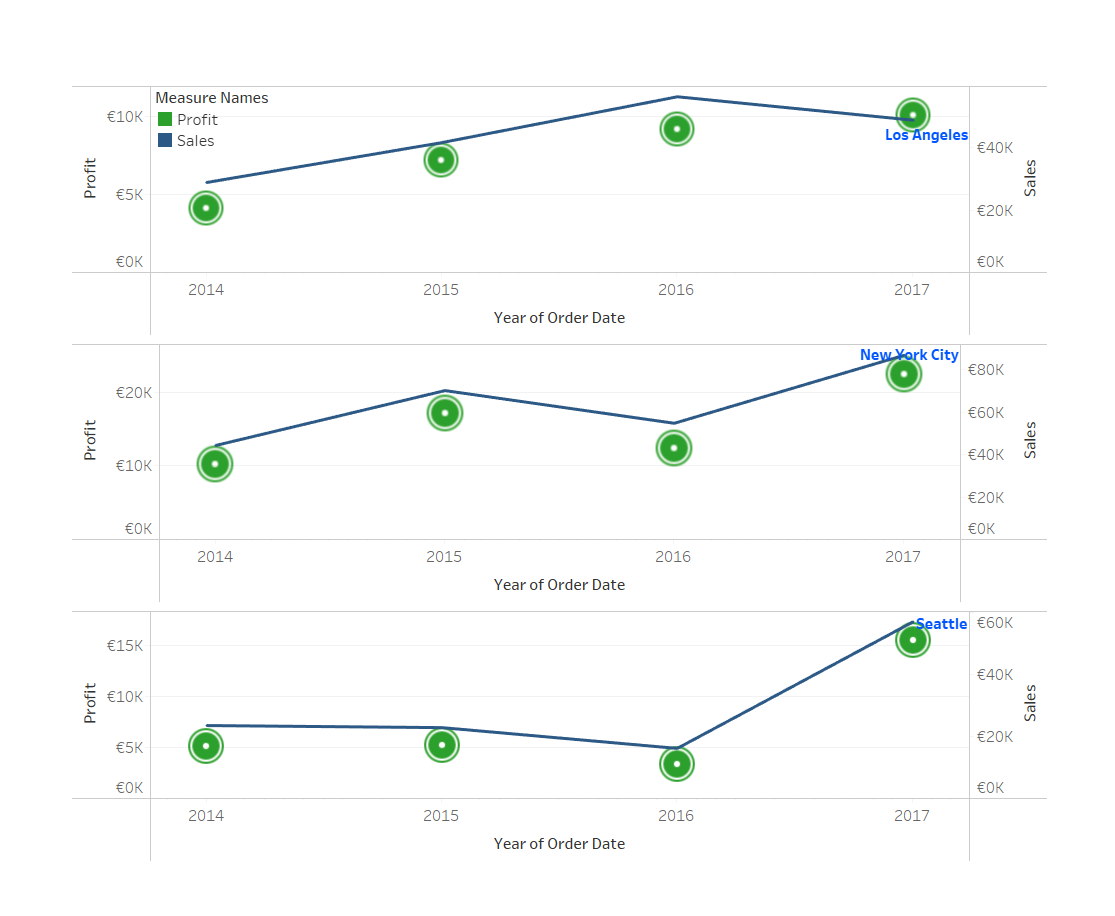 Measure Names
Profit
Sales
€10K
€5K
€0K
Profit
€40K
€20K
€0K
Sales
Los Angeles
2014 2015 2016 2017
Year of Order Date
New York City
€20K
€10K
€0K
Profit
€80K
€60K
€40K
€20K
€0K
Sales
2014 2015 2016 2017
Year of Order Date
Seattle
€15K
€10K
€5K
€0K
Profit
€60K
€40K
€20K
€0K
Sales
2014 2015 2016 2017
Year of Order Date